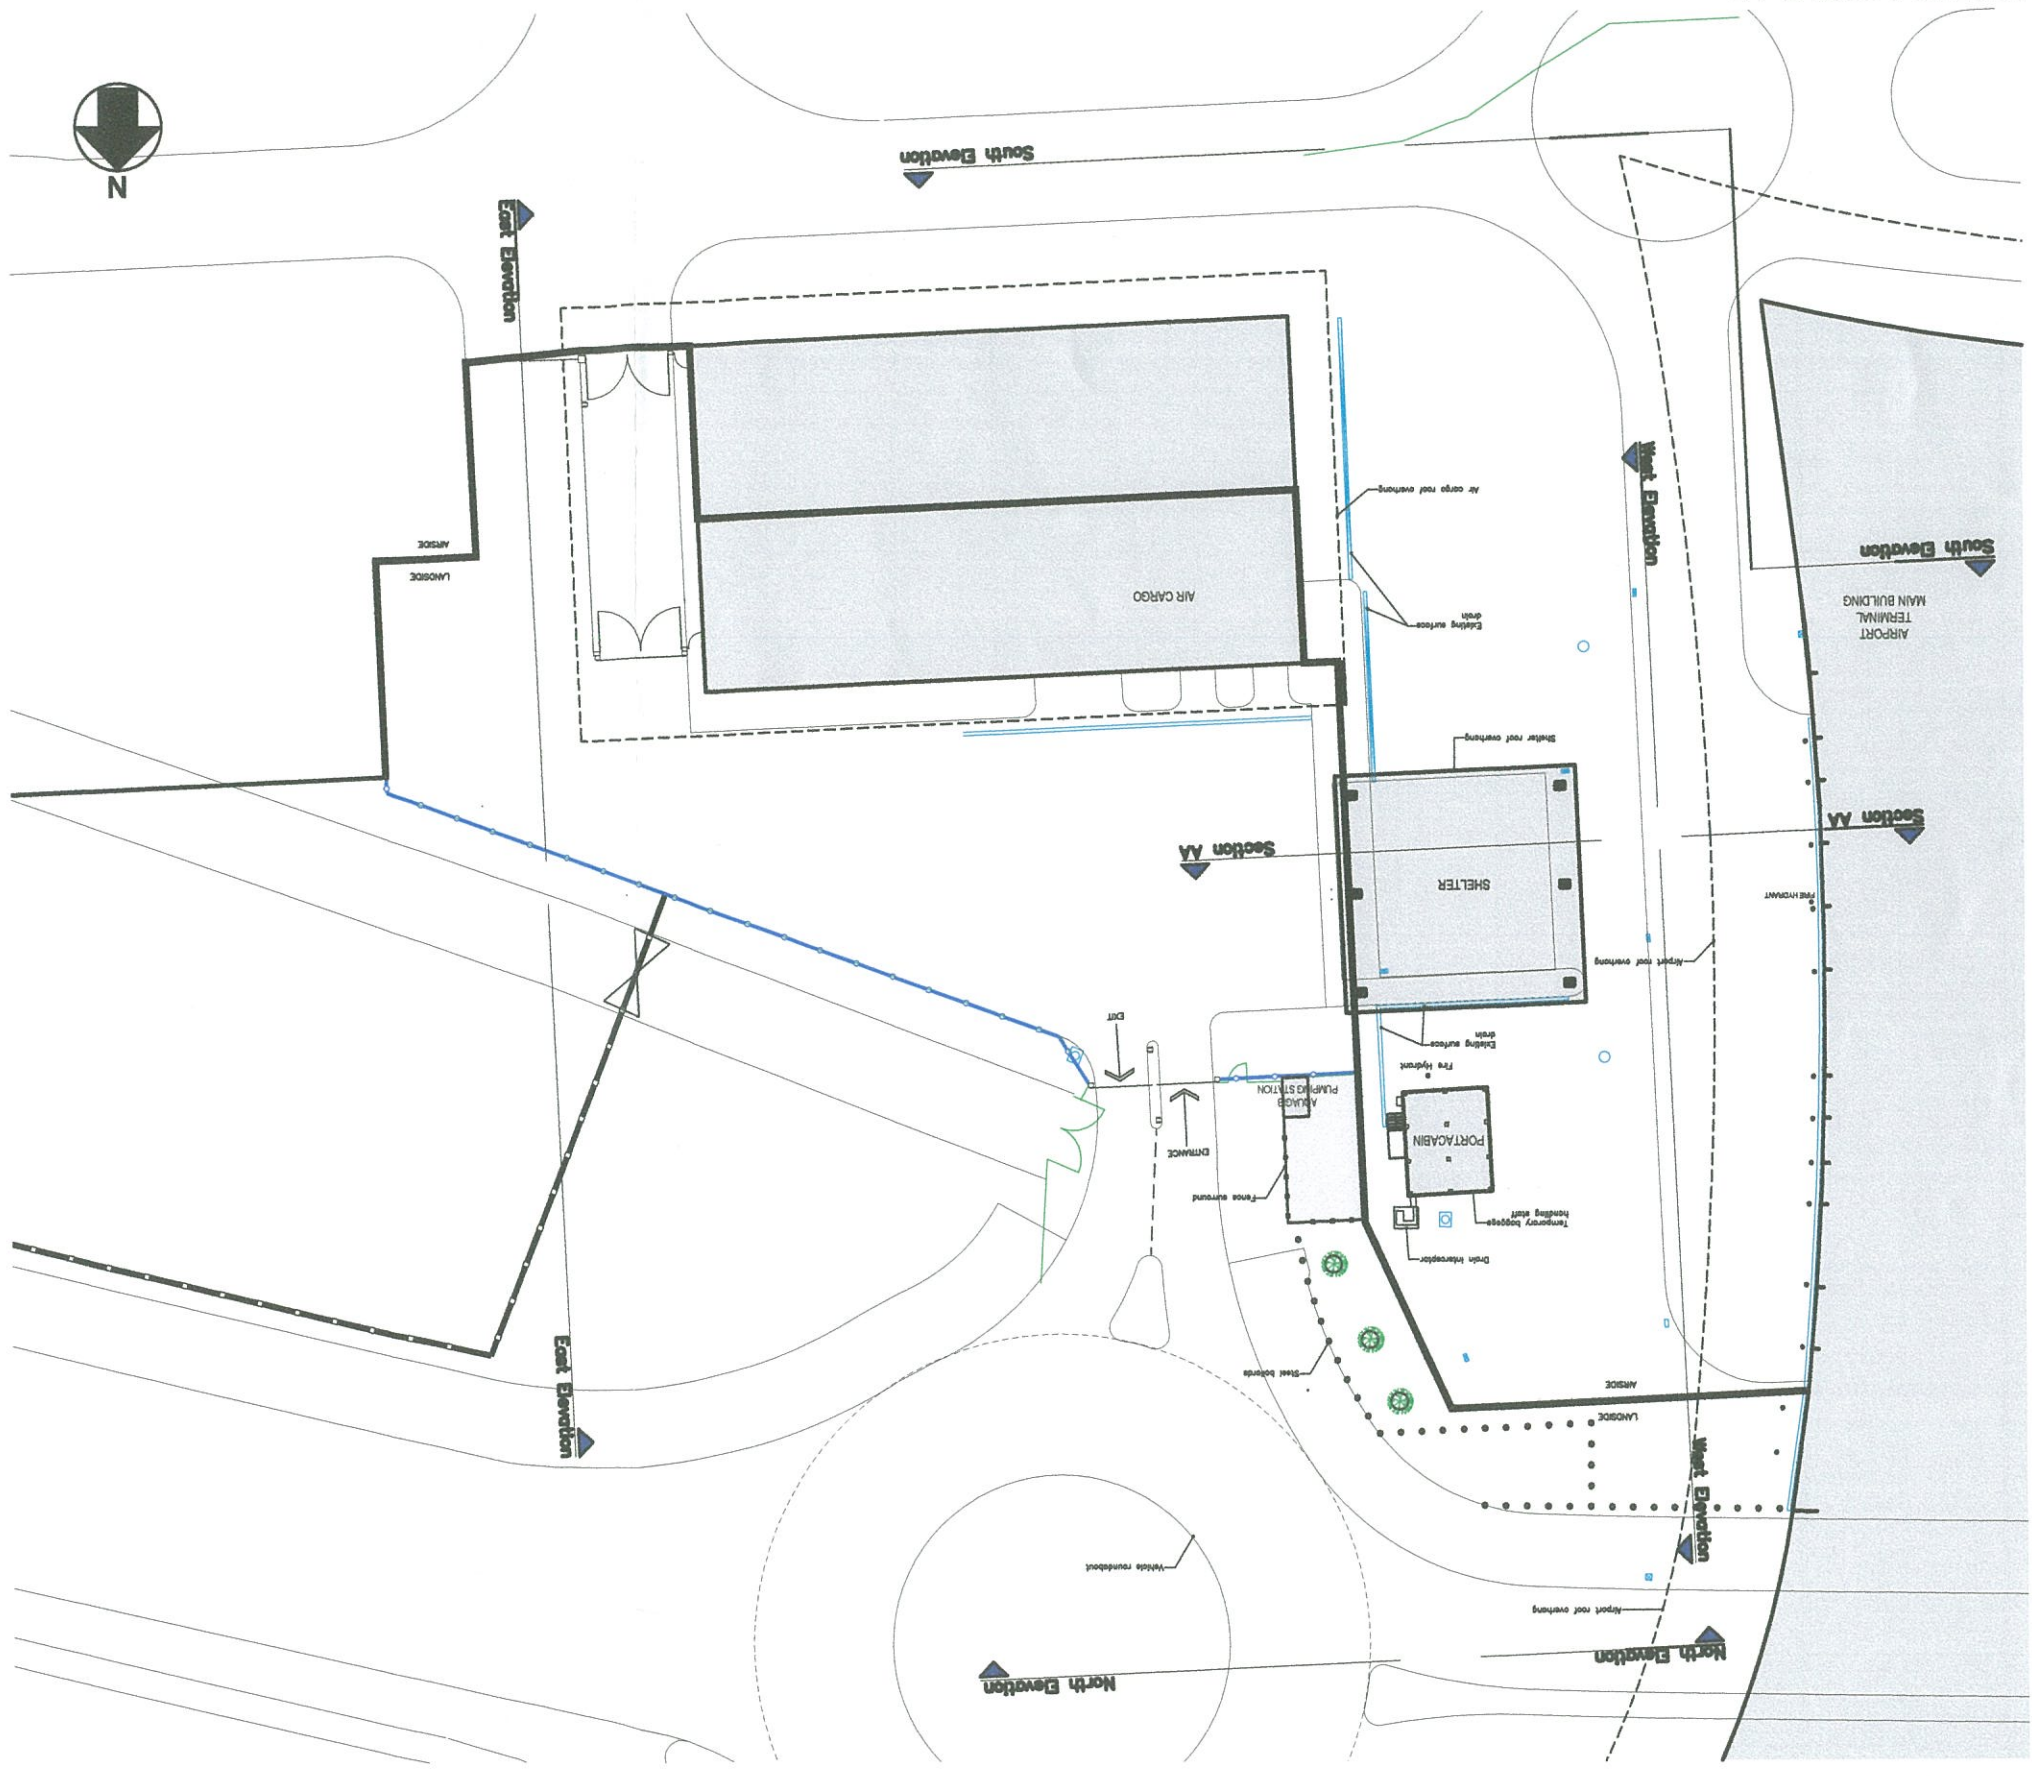 N
South Elevation
East Elevation
West Elevation
Air cargo roof overhang
South Elevation
AIRSIDE
LANDSIDE
AIR CARGO
Existing surface
drain
AIRPORT
TERMINAL
MAIN BUILDING
Shelter roof overhang
Section AA
Section AA
SHELTER
FIRE HYDRANT
Airport roof overhang
EXIT
Existing surface
drain
Fire Hydrant
AQUAGIB
PUMPING STATION
PORTACABIN
ENTRANCE
Fence surround
Temporary baggage
handling staff
Drain interceptor
Steel bollards
AIRSIDE
LANDSIDE
East Elevation
West Elevation
Vehicle roundabout
Airport roof overhang
North Elevation
North Elevation